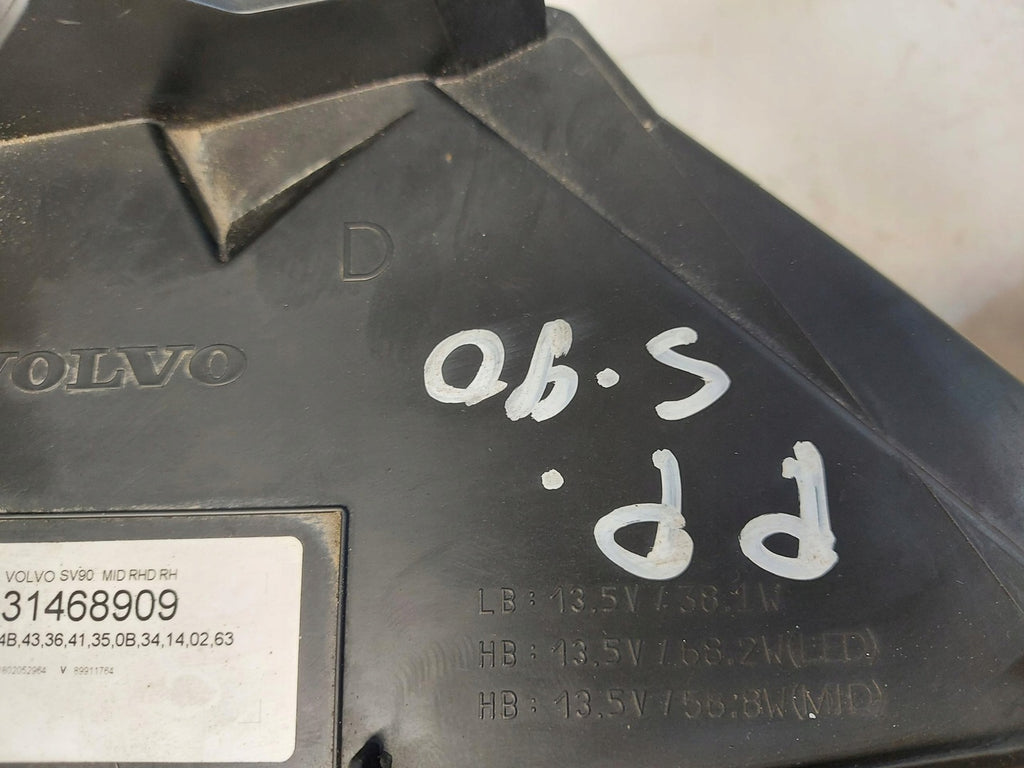 D
VOLVO
PP.
S.90
VOLVO SV90 MID RHD RH
31468909
4B,43,36,41,35,0B,34,14,02,63
V 89911764
LB: 13.5V / 38.1W
HB: 13.5V / 68.2W(LED)
HB: 13.5V / 58.8W(MID)